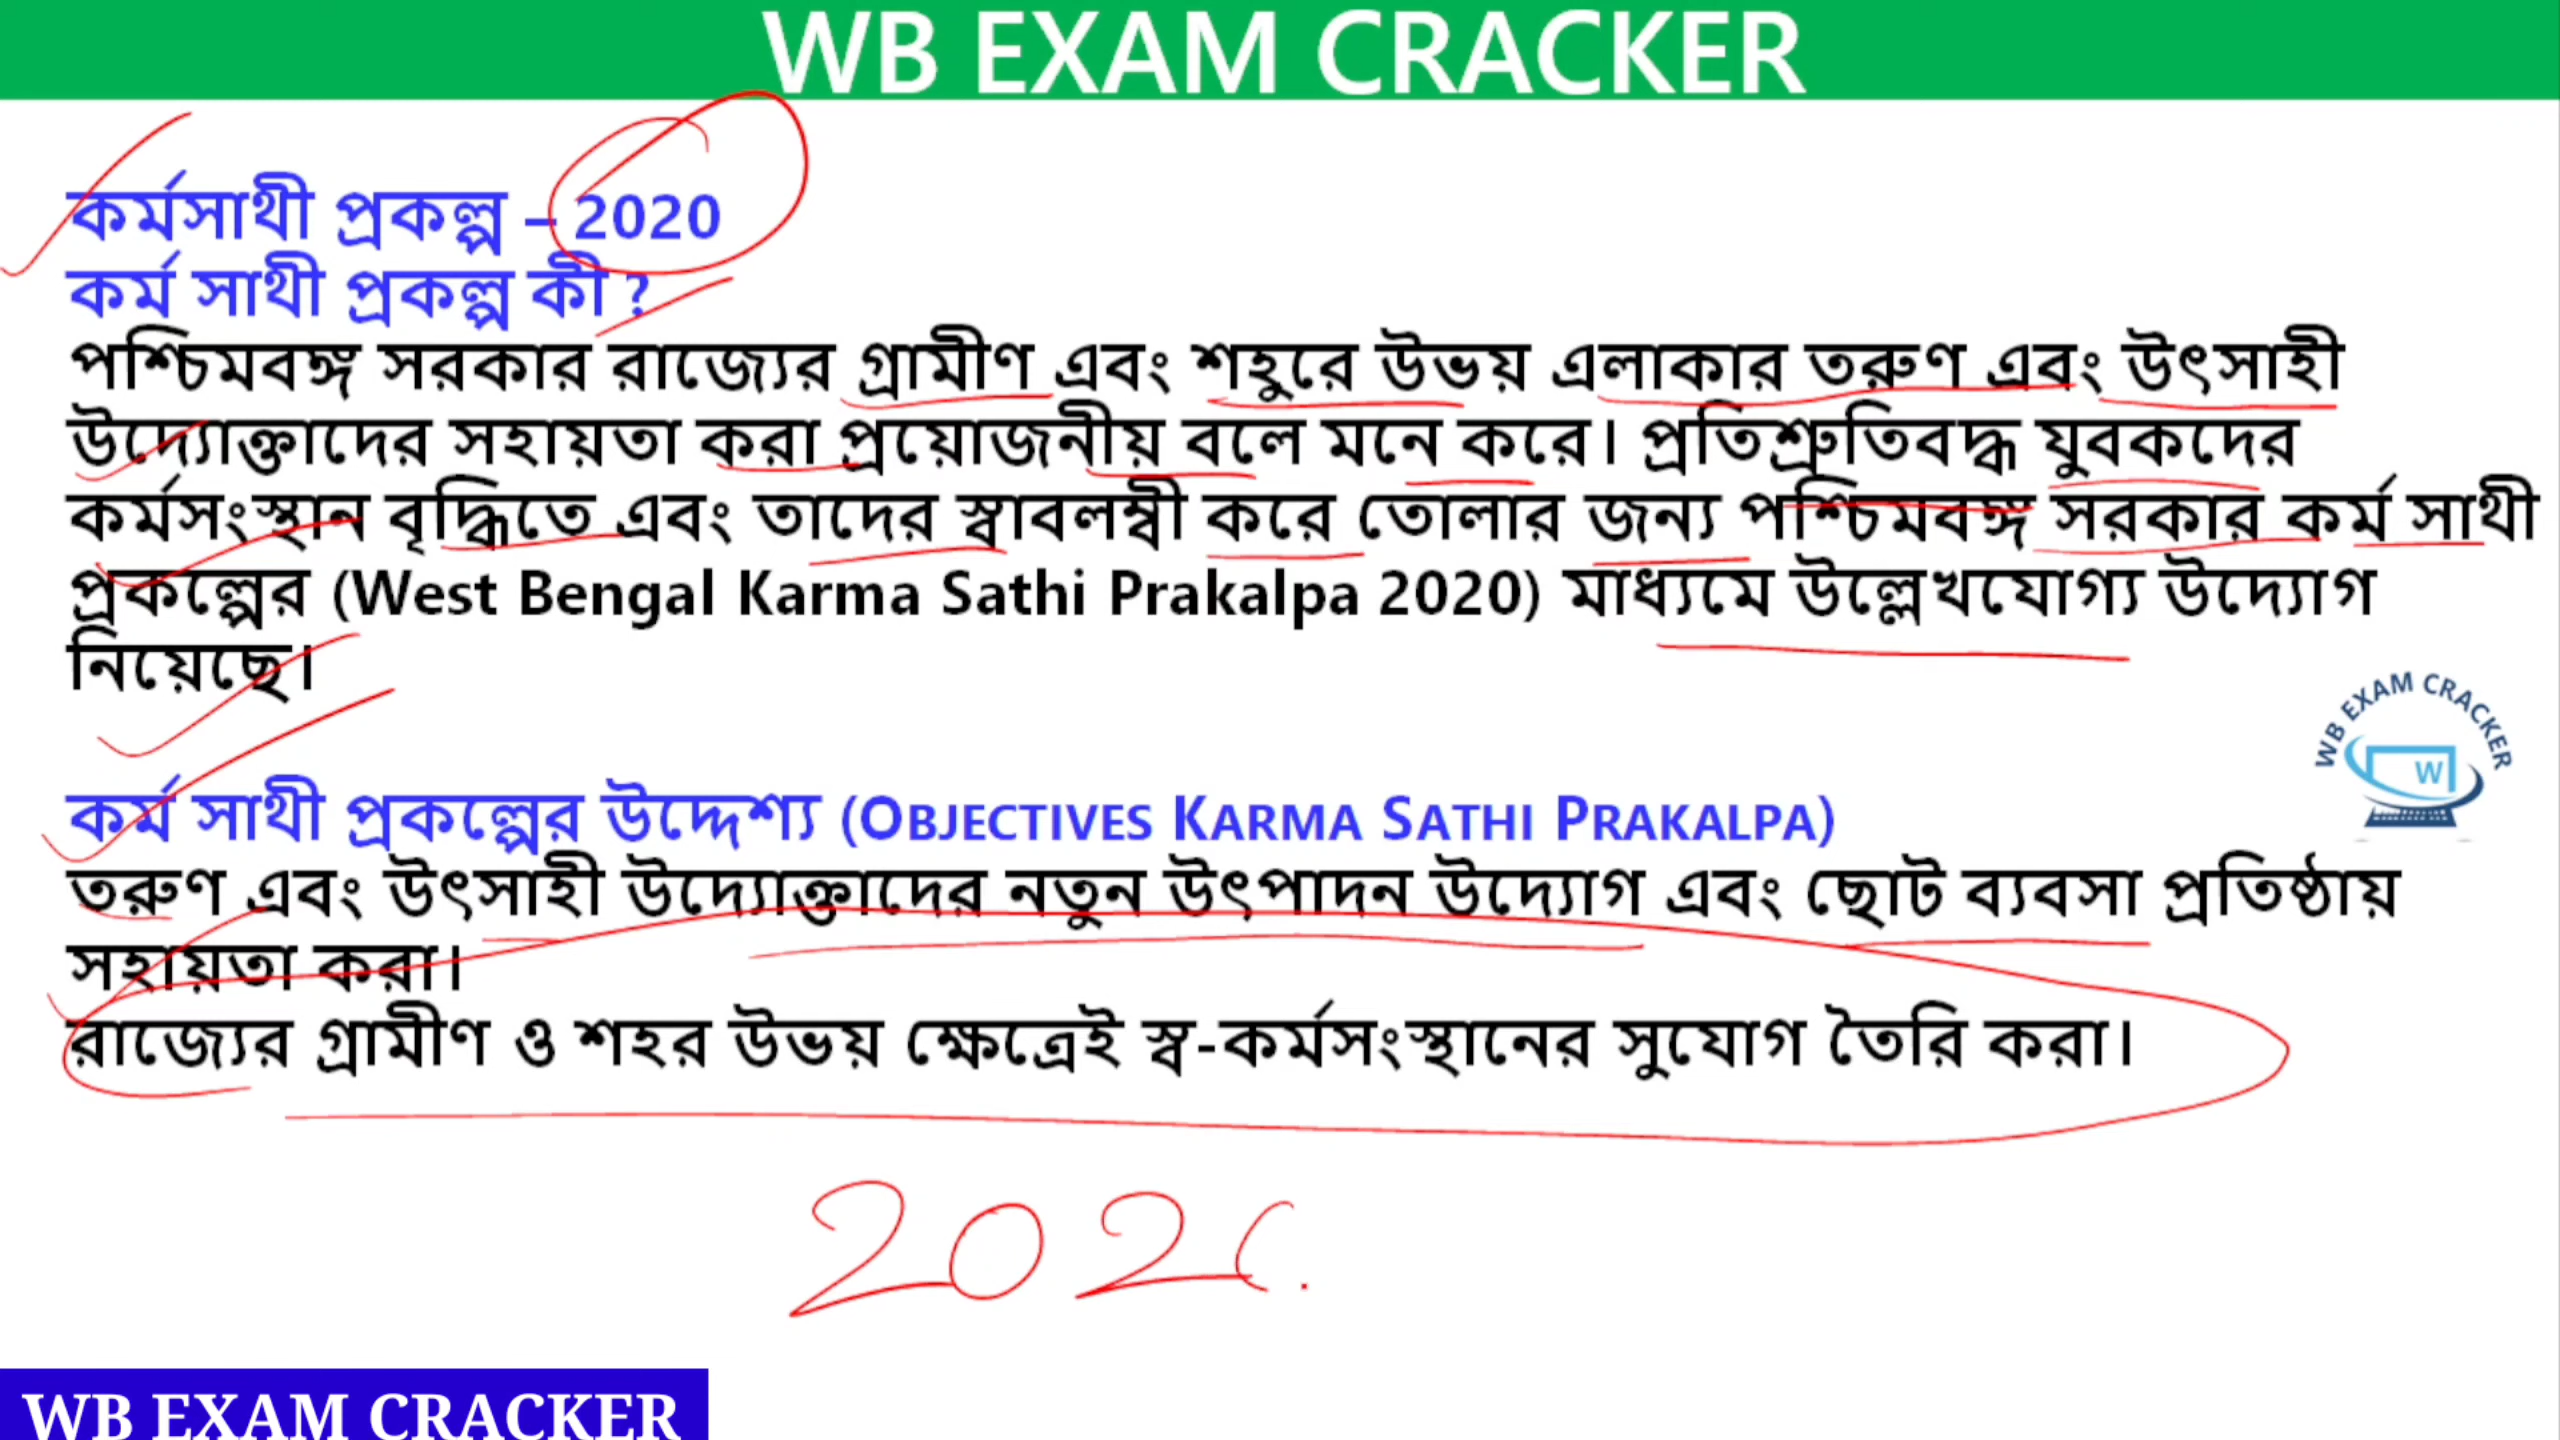 WB EXAM CRACKER
কর্মসাথী প্রকল্প – 2020
কর্ম সাথী প্রকল্প কী ?
পশ্চিমবঙ্গ সরকার রাজ্যের গ্রামীণ এবং শহুরে উভয় এলাকার তরুণ এবং উৎসাহী
উদ্যোক্তাদের সহায়তা করা প্রয়োজনীয় বলে মনে করে। প্রতিশ্রুতিবদ্ধ যুবকদের
কর্মসংস্থান বৃদ্ধিতে এবং তাদের স্বাবলম্বী করে তোলার জন্য পশ্চিমবঙ্গ সরকার কর্ম সাথী
প্রকল্পের (West Bengal Karma Sathi Prakalpa 2020) মাধ্যমে উল্লেখযোগ্য উদ্যোগ
নিয়েছে।
WB EXAM CRACKER
W
কর্ম সাথী প্রকল্পের উদ্দেশ্য (OBJECTIVES KARMA SATHI PRAKALPA)
তরুণ এবং উৎসাহী উদ্যোক্তাদের নতুন উৎপাদন উদ্যোগ এবং ছোট ব্যবসা প্রতিষ্ঠায়
সহায়তা করা।
রাজ্যের গ্রামীণ ও শহর উভয় ক্ষেত্রেই স্ব-কর্মসংস্থানের সুযোগ তৈরি করা।
WB EXAM CRACKER